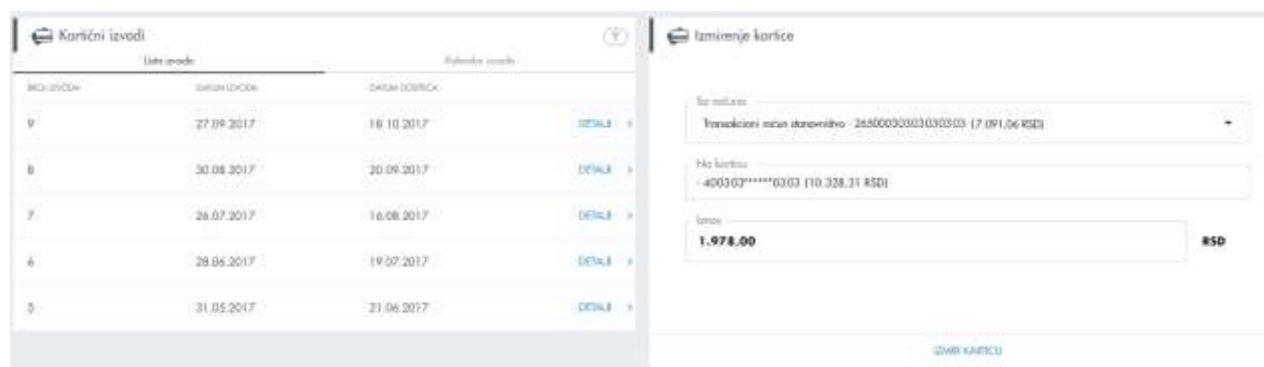 Kartični izvodi
Lista izvoda
BROJ IZVODA DATUM IZVODA DATUM DOSPEĆA
9 27.09.2017 18.10.2017 DETALJI
8 30.08.2017 20.09.2017 DETALJI
7 26.07.2017 16.08.2017 DETALJI
6 28.06.2017 19.07.2017 DETALJI
5 31.05.2017 21.06.2017 DETALJI
Izmirenje kartice
Sa računa
Transakcioni račun stanovništvo - 26500030303030303 (7.091,06 RSD)
Na karticu
- 400303******0303 (10.328,31 RSD)
Iznos
1.978,00 RSD
IZMIRI KARTICU